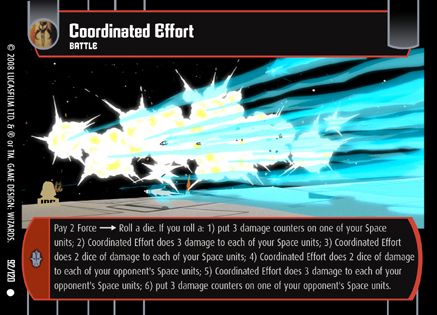 Coordinated Effort
BATTLE
Pay 2 Force → Roll a die. If you roll a: 1) put 3 damage counters on one of your Space
units; 2) Coordinated Effort does 3 damage to each of your Space units; 3) Coordinated Effort
does 2 dice of damage to each of your Space units; 4) Coordinated Effort does 2 dice of damage
to each of your opponent's Space units; 5) Coordinated Effort does 3 damage to each of your
opponent's Space units; 6) put 3 damage counters on one of your opponent's Space units.
© 2008 LUCASFILM LTD. & ® or TM. GAME DESIGN: WIZARDS.
92/120
IDC